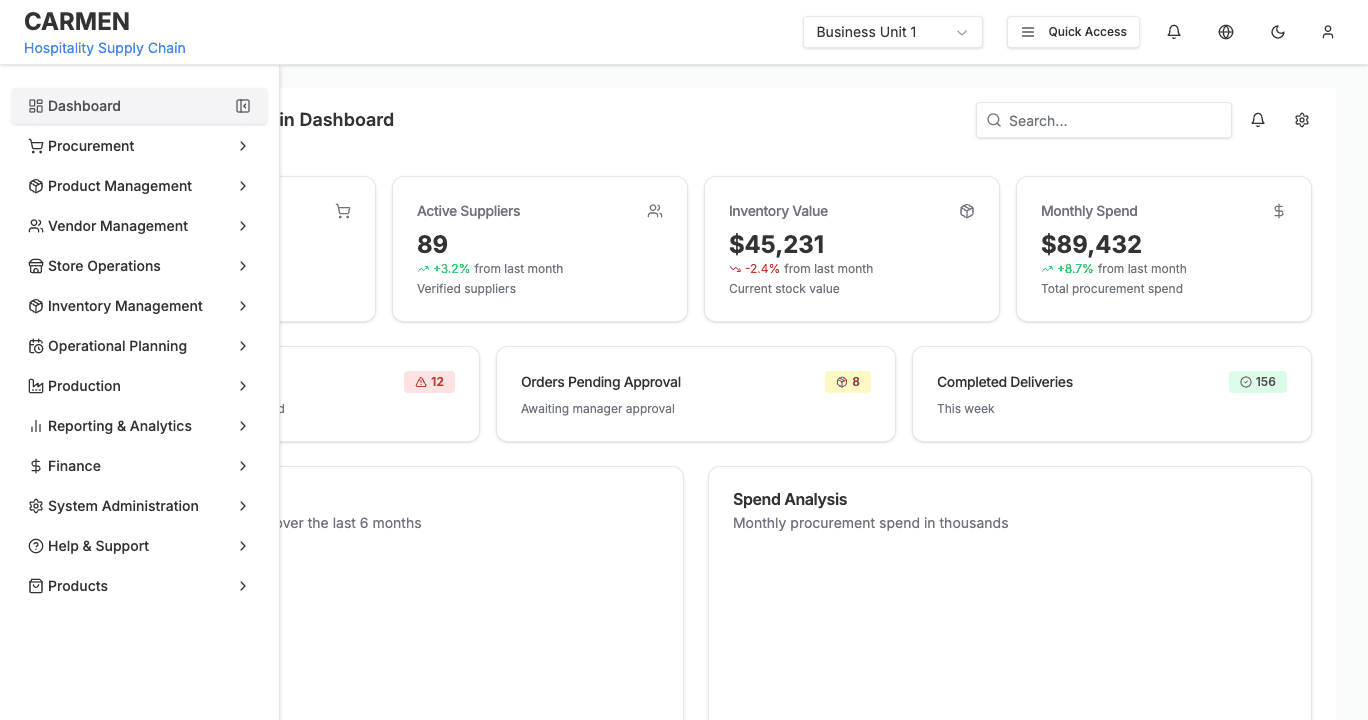 CARMEN
Hospitality Supply Chain
Business Unit 1
Quick Access
Dashboard
Procurement
Product Management
Vendor Management
Store Operations
Inventory Management
Operational Planning
Production
Reporting & Analytics
Finance
System Administration
Help & Support
Products
in Dashboard
Search...
Active Suppliers
89
+3.2% from last month
Verified suppliers
Inventory Value
$45,231
-2.4% from last month
Current stock value
Monthly Spend
$89,432
+8.7% from last month
Total procurement spend
12
Orders Pending Approval
8
Awaiting manager approval
Completed Deliveries
156
This week
over the last 6 months
Spend Analysis
Monthly procurement spend in thousands